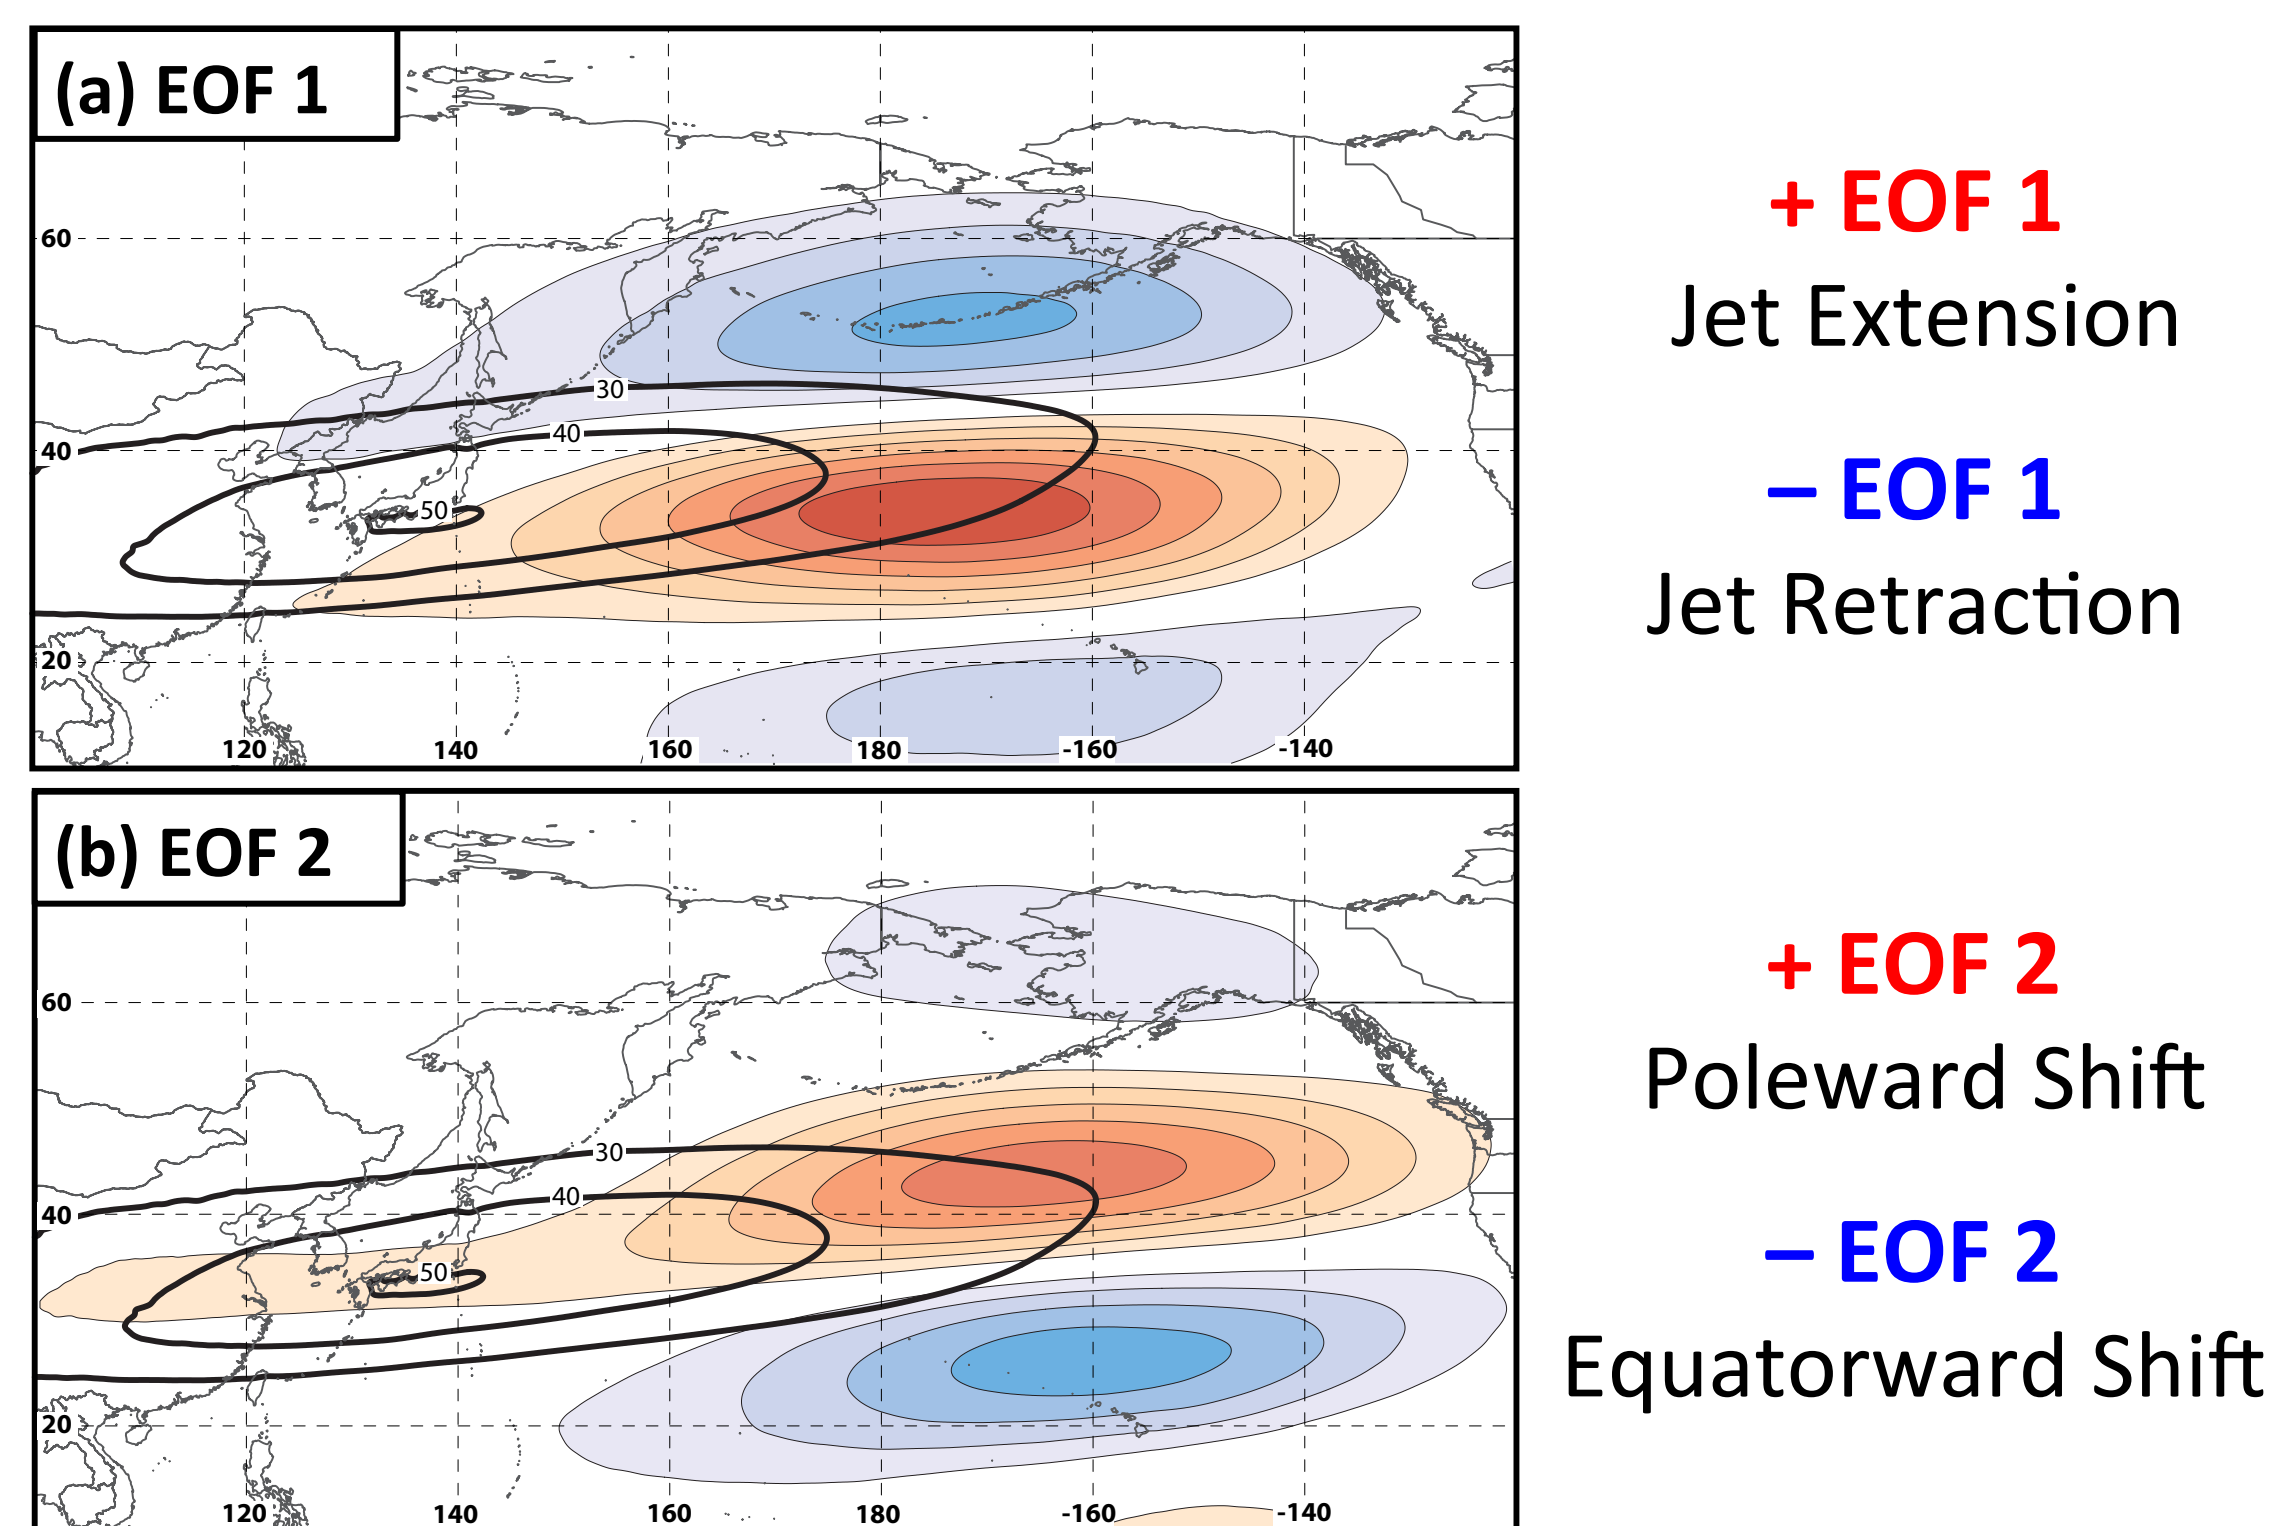 (a) EOF 1
60
40
20
30
40
50
120 140 160 180 -160 -140
+ EOF 1
Jet Extension
– EOF 1
Jet Retraction
(b) EOF 2
60
40
20
30
40
50
120 140 160 180 -160 -140
+ EOF 2
Poleward Shift
– EOF 2
Equatorward Shift